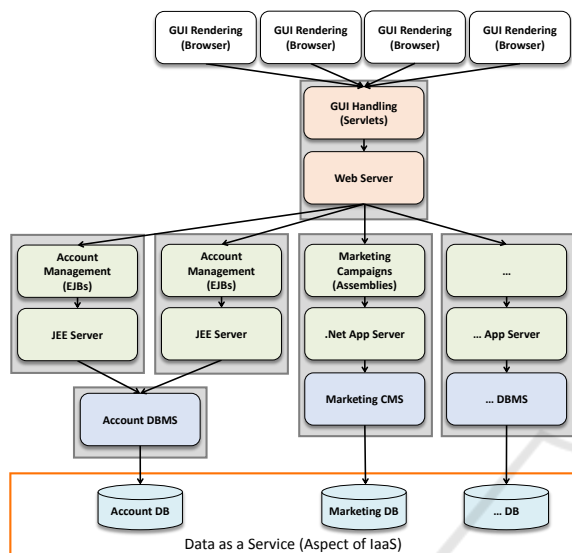 GUI Rendering
(Browser)
GUI Rendering
(Browser)
GUI Rendering
(Browser)
GUI Rendering
(Browser)
GUI Handling
(Servlets)
Web Server
Account
Management
(EJBs)
Account
Management
(EJBs)
Marketing
Campaigns
(Assemblies)
…
JEE Server
JEE Server
.Net App Server
… App Server
Account DBMS
Marketing CMS
… DBMS
Account DB
Marketing DB
… DB
Data as a Service (Aspect of IaaS)